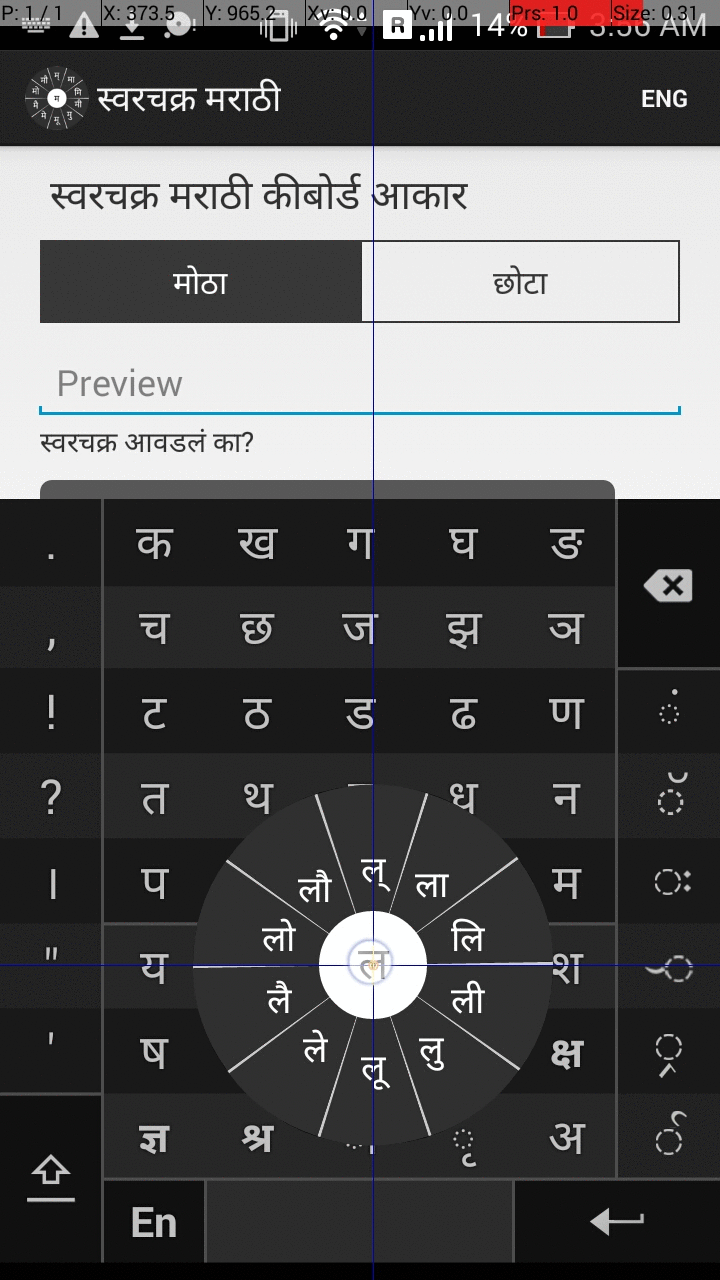 P: 1 / 1 X: 373.5 Y: 965.2 Xv: 0.0 Yv: 0.0 Prs: 1.0 Size: 0.31
R 14% 3:56 AM
स्वरचक्र मराठी ENG
स्वरचक्र मराठी कीबोर्ड आकार
मोठा छोटा
Preview
स्वरचक्र आवडलं का?
. क ख ग घ ङ
, च छ ज झ ञ
! ट ठ ड ढ ण ं
? त थ ध न ॅ
। प म ः
लौ ल् ला
लो लि
" य ल श
लै ली
' ष क्ष
ले लू लु
ज्ञ श्र ृ अ
En